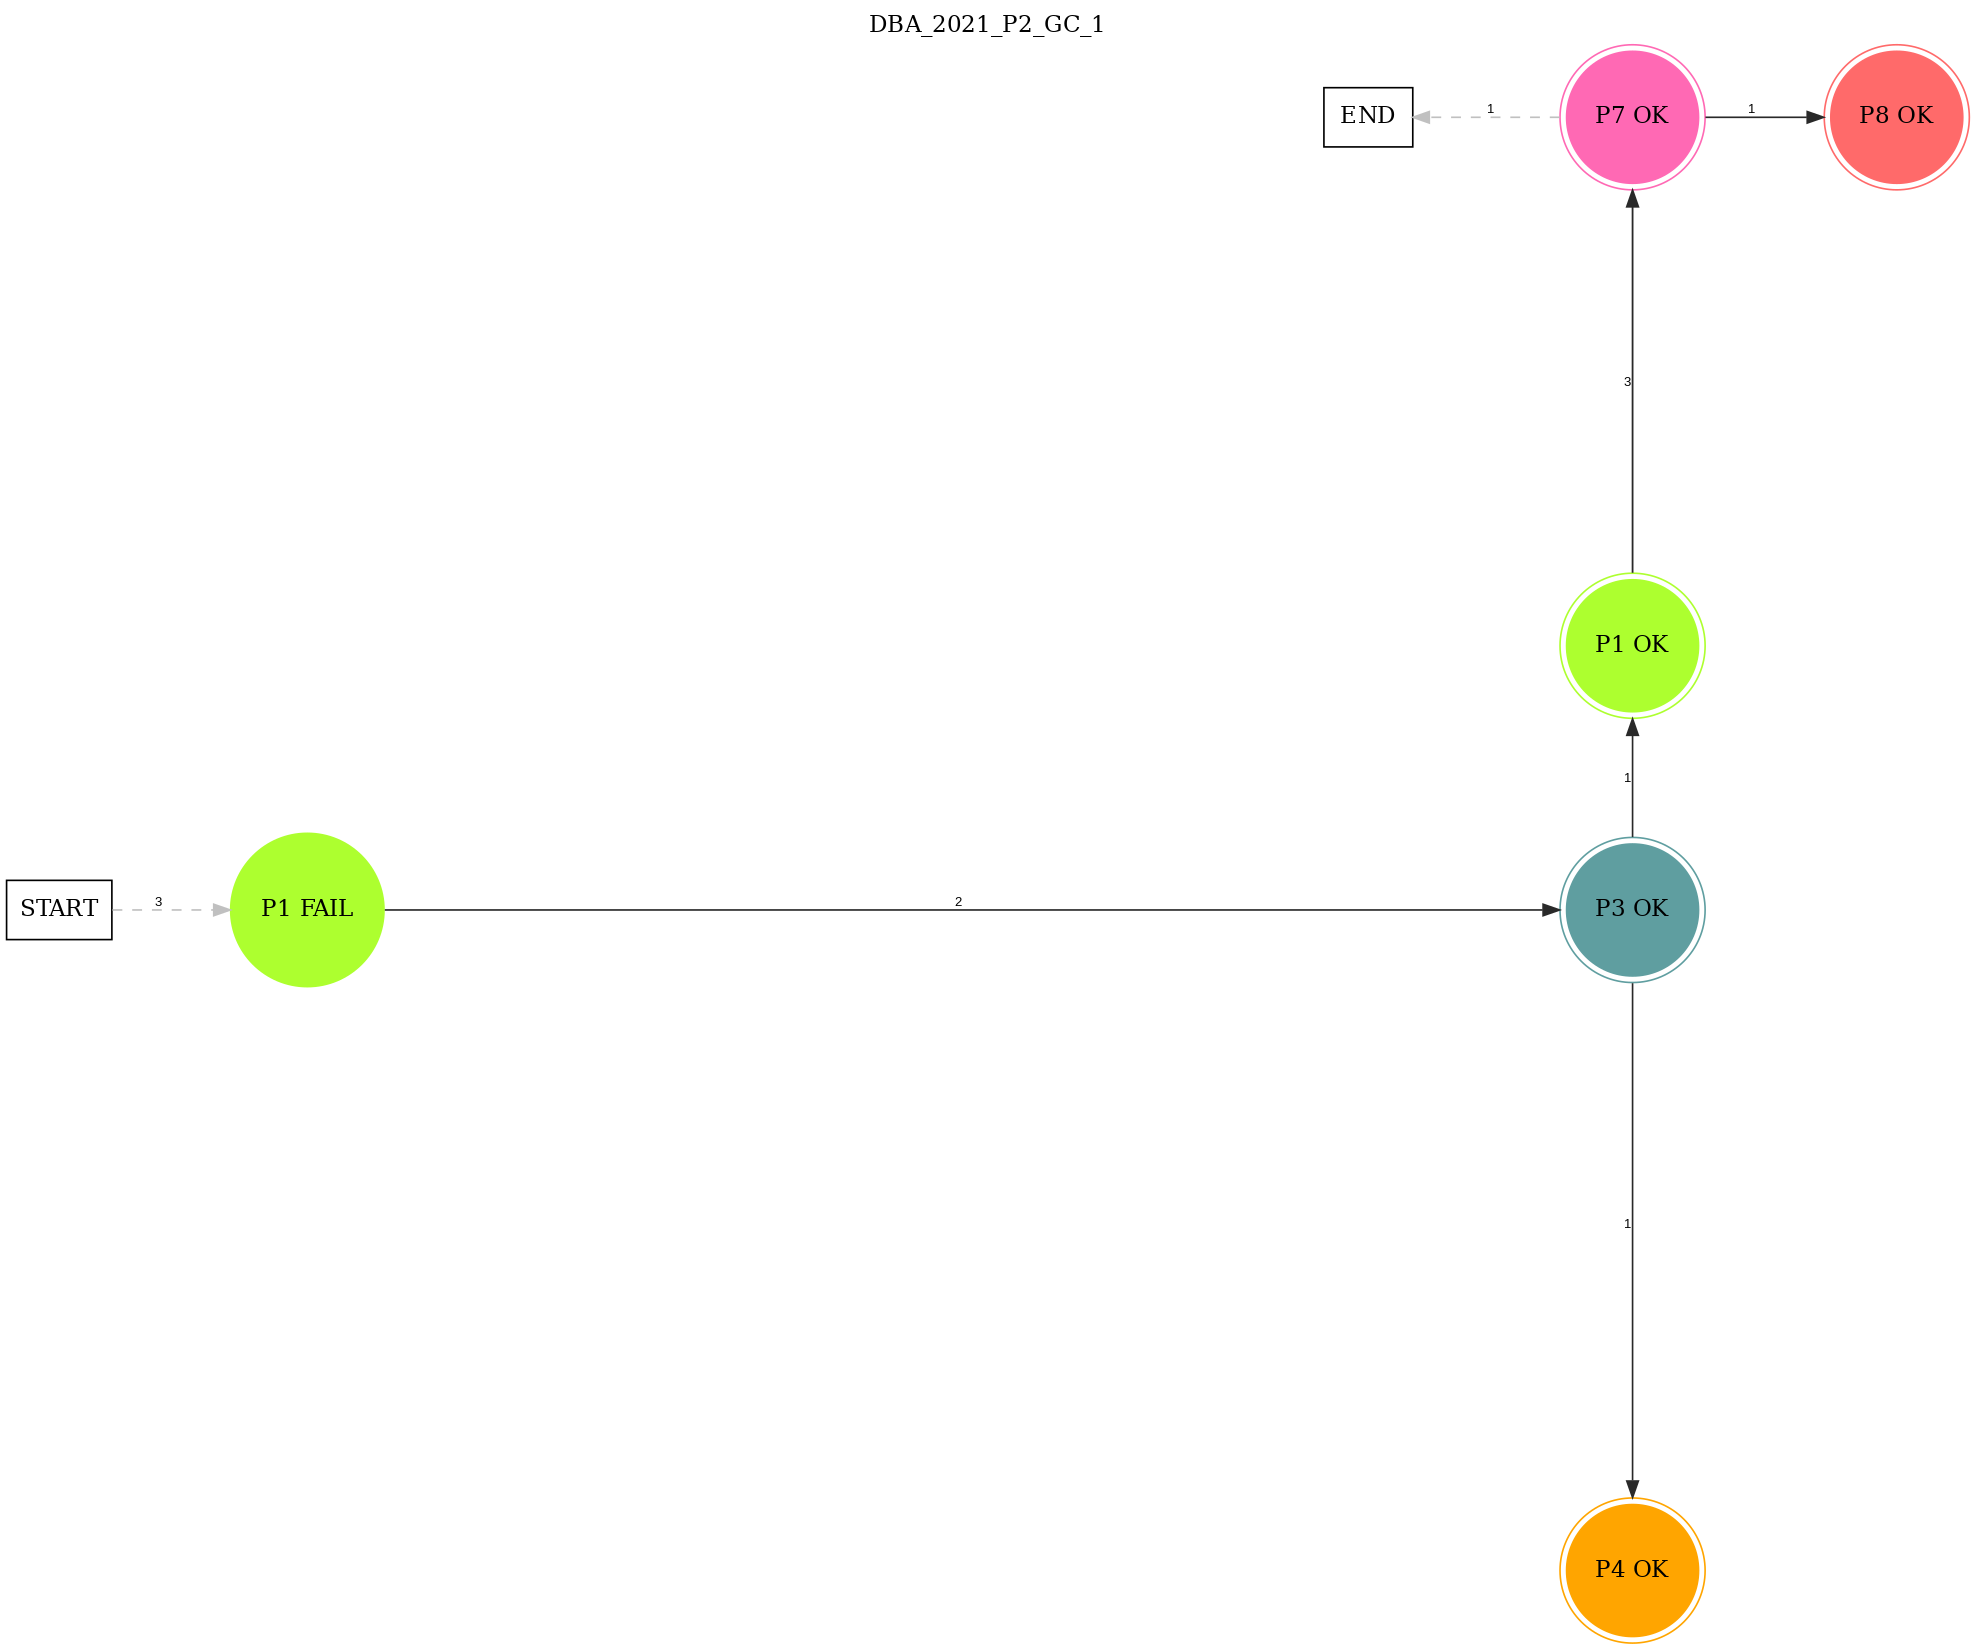 DBA_2021_P2_GC_1
END
1
P7 OK
1
P8 OK
3
P1 OK
1
START
3
P1 FAIL
2
P3 OK
1
P4 OK